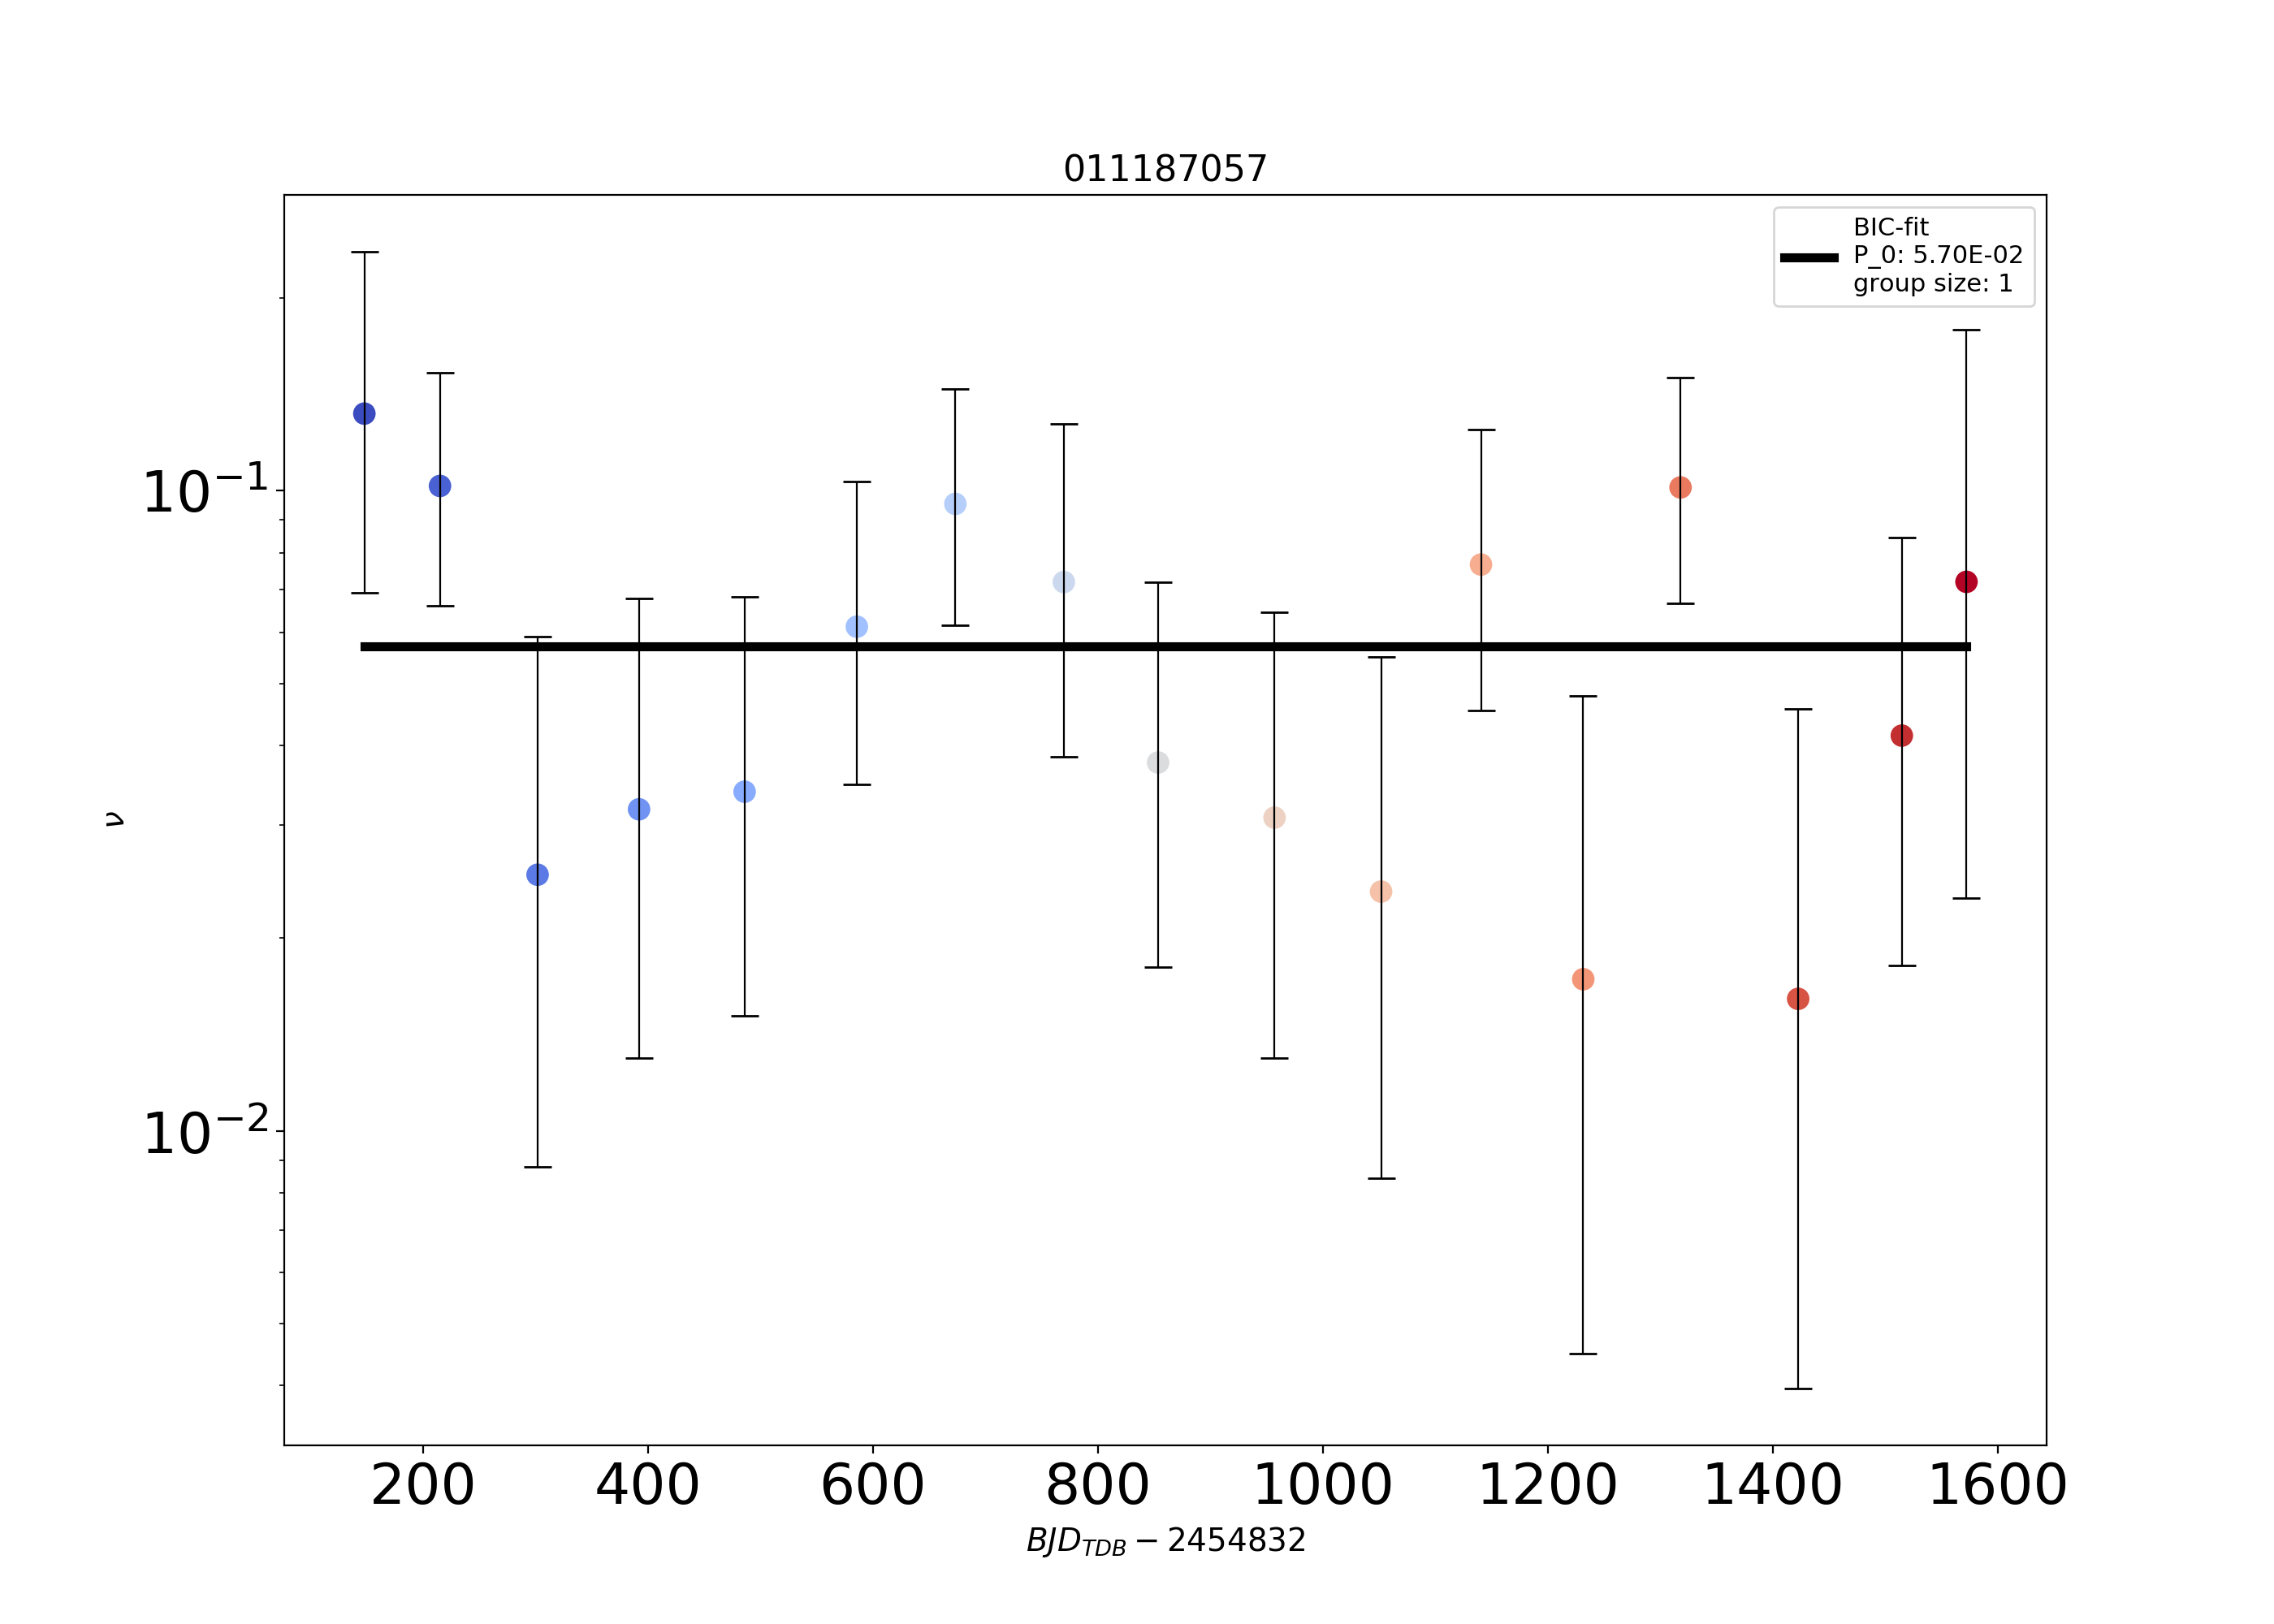 011187057
BIC-fit
P_0: 5.70E-02
group size: 1
10⁻¹
10⁻²
ν
200 400 600 800 1000 1200 1400 1600
BJD_TDB − 2454832